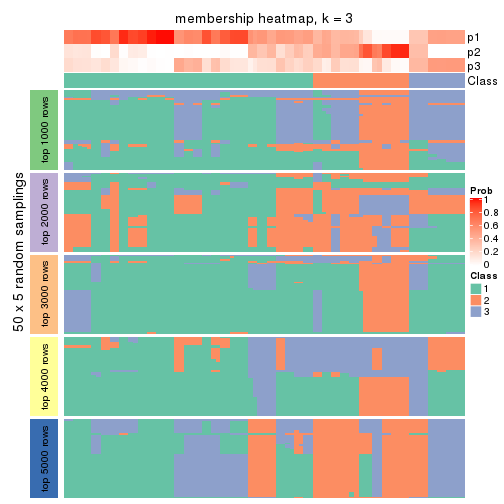 membership heatmap, k = 3
p1
p2
p3
Class
50 x 5 random samplings
top 1000 rows
top 2000 rows
top 3000 rows
top 4000 rows
top 5000 rows
Prob
1
0.8
0.6
0.4
0.2
0
Class
1
2
3